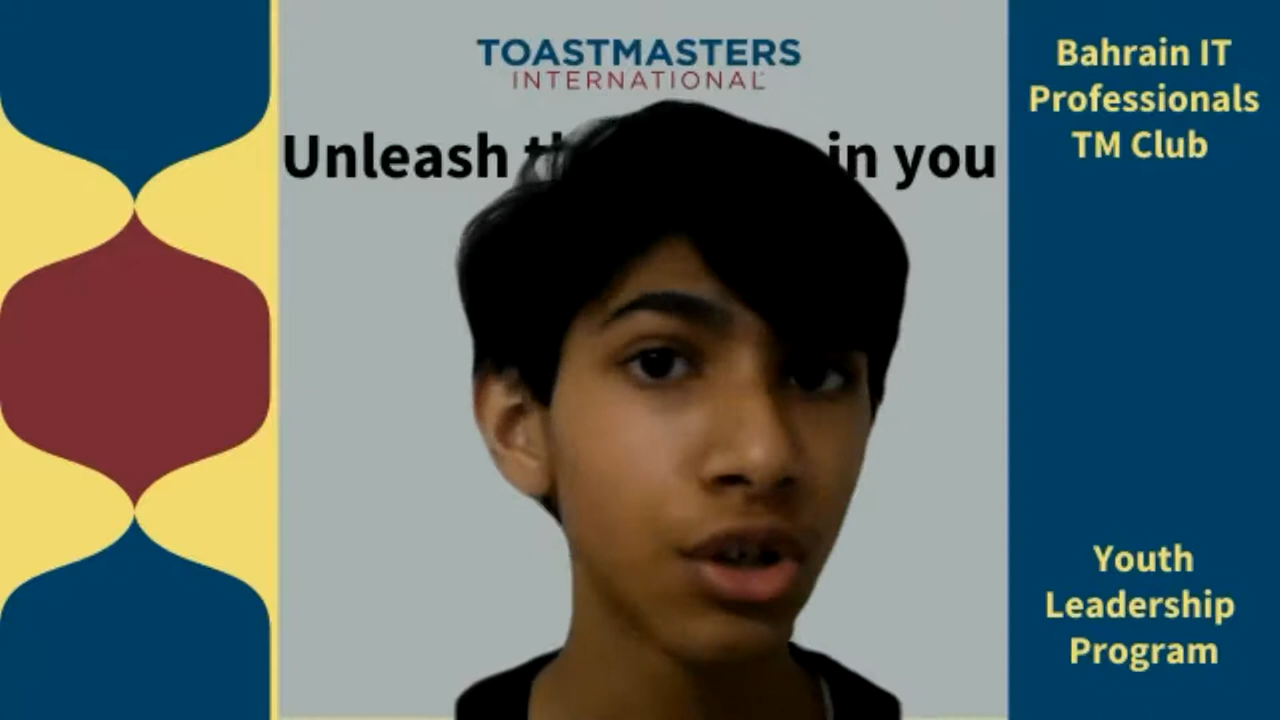 TOASTMASTERS
INTERNATIONAL
Unleash in you
Bahrain IT
Professionals
TM Club
Youth
Leadership
Program